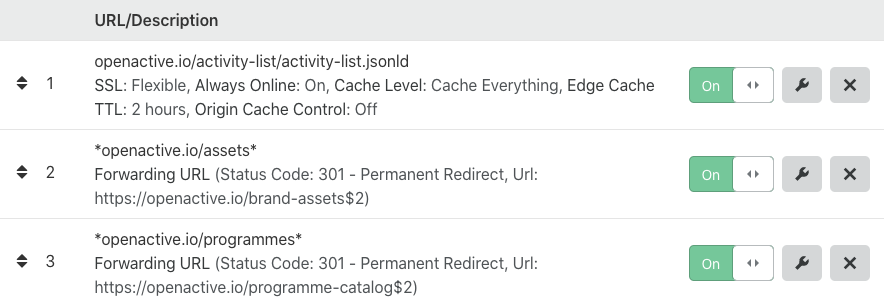 URL/Description
1
openactive.io/activity-list/activity-list.jsonld
SSL: Flexible, Always Online: On, Cache Level: Cache Everything, Edge Cache
TTL: 2 hours, Origin Cache Control: Off
On
2
*openactive.io/assets*
Forwarding URL (Status Code: 301 - Permanent Redirect, Url:
https://openactive.io/brand-assets$2)
On
3
*openactive.io/programmes*
Forwarding URL (Status Code: 301 - Permanent Redirect, Url:
https://openactive.io/programme-catalog$2)
On